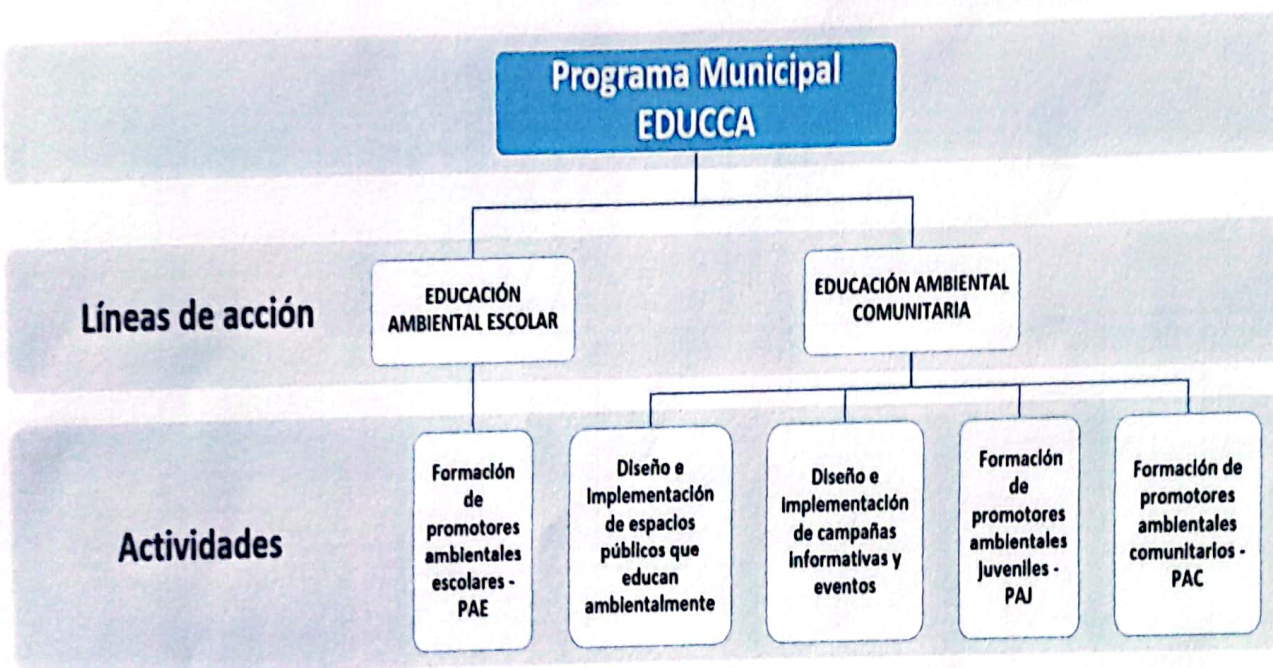 Programa Municipal
EDUCCA
Líneas de acción
EDUCACIÓN
AMBIENTAL ESCOLAR
EDUCACIÓN AMBIENTAL
COMUNITARIA
Actividades
Formación
de
promotores
ambientales
escolares -
PAE
Diseño e
Implementación
de espacios
públicos que
educan
ambientalmente
Diseño e
Implementación
de campañas
Informativas y
eventos
Formación
de
promotores
ambientales
Juveniles -
PAJ
Formación de
promotores
ambientales
comunitarios -
PAC